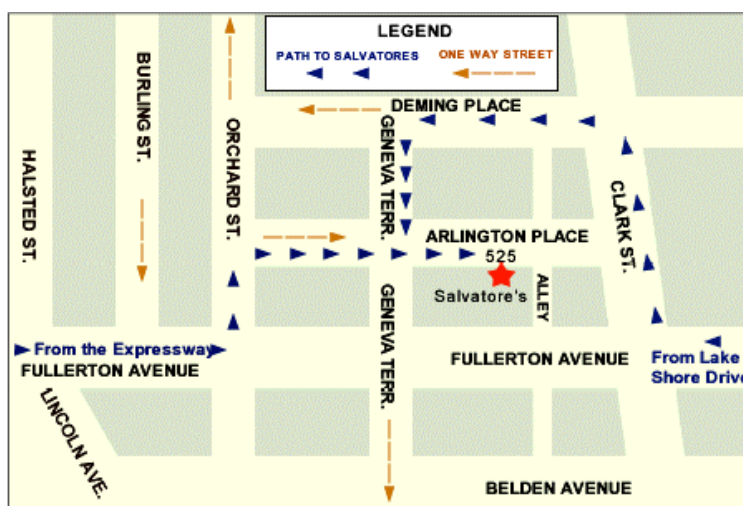 LEGEND
PATH TO SALVATORES
ONE WAY STREET
DEMING PLACE
BURLING ST.
ORCHARD ST.
GENEVA TERR.
HALSTED ST.
CLARK ST.
ARLINGTON PLACE
525
Salvatore's
ALLEY
From the Expressway
FULLERTON AVENUE
GENEVA TERR.
FULLERTON AVENUE
From Lake
Shore Drive
LINCOLN AVE.
BELDEN AVENUE